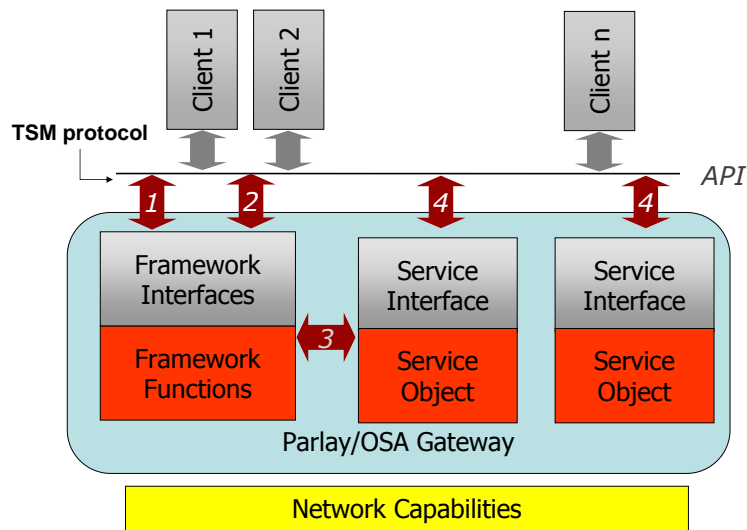 Client 1
Client 2
Client n
TSM protocol
API
1
2
4
4
Framework
Interfaces
Service
Interface
Service
Interface
3
Framework
Functions
Service
Object
Service
Object
Parlay/OSA Gateway
Network Capabilities